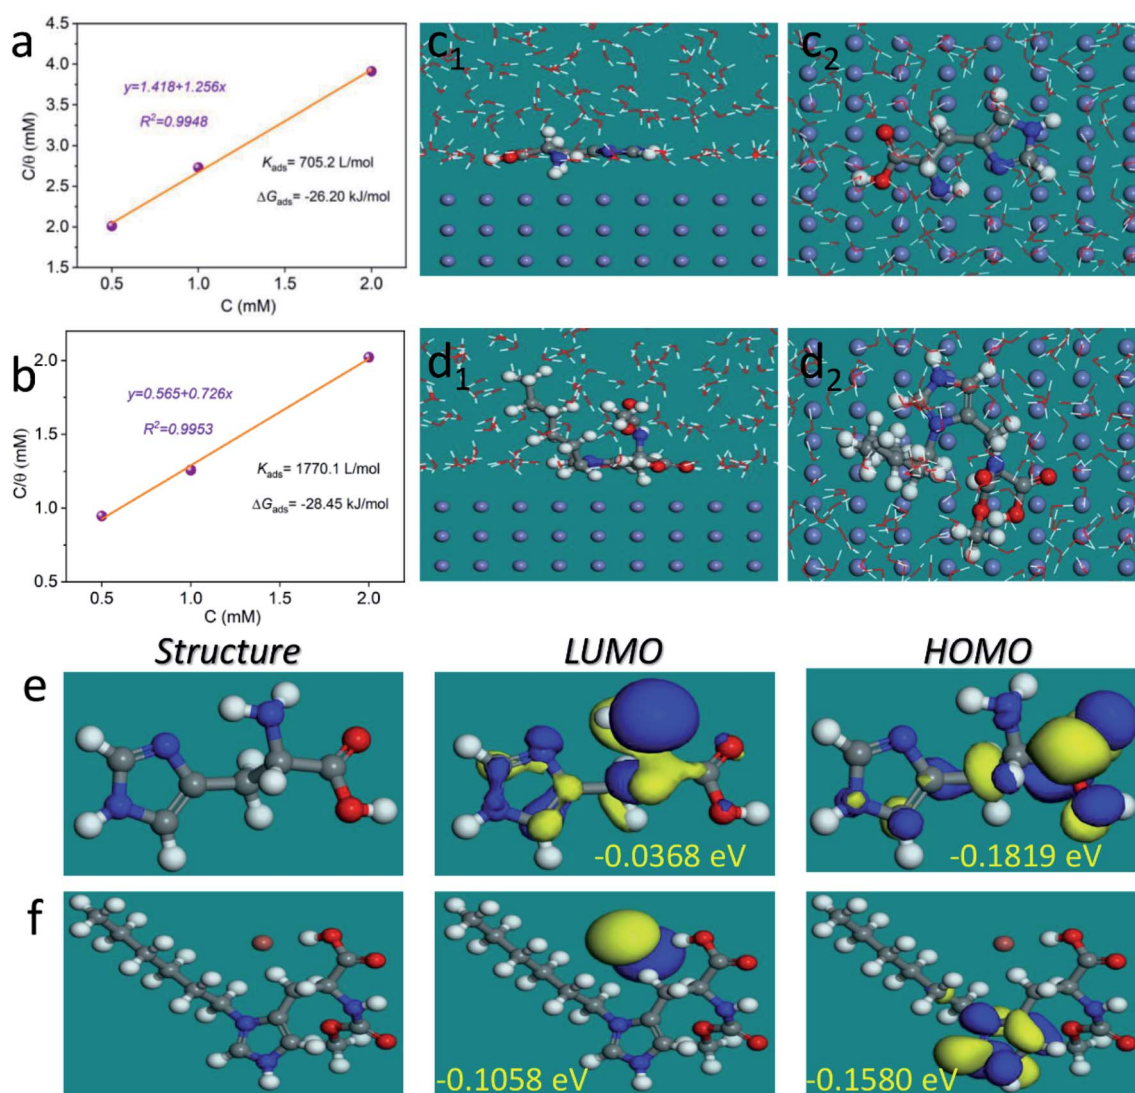 a
4.5
4.0
3.5
3.0
2.5
2.0
1.5
C/θ (mM)
y=1.418+1.256x
R²=0.9948
Kads= 705.2 L/mol
ΔGads= -26.20 kJ/mol
0.5 1.0 1.5 2.0
C (mM)
c1
c2
b
2.0
1.5
1.0
0.5
C/θ (mM)
y=0.565+0.726x
R²=0.9953
Kads= 1770.1 L/mol
ΔGads= -28.45 kJ/mol
0.5 1.0 1.5 2.0
C (mM)
d1
d2
Structure LUMO HOMO
e
-0.0368 eV
-0.1819 eV
f
-0.1058 eV
-0.1580 eV